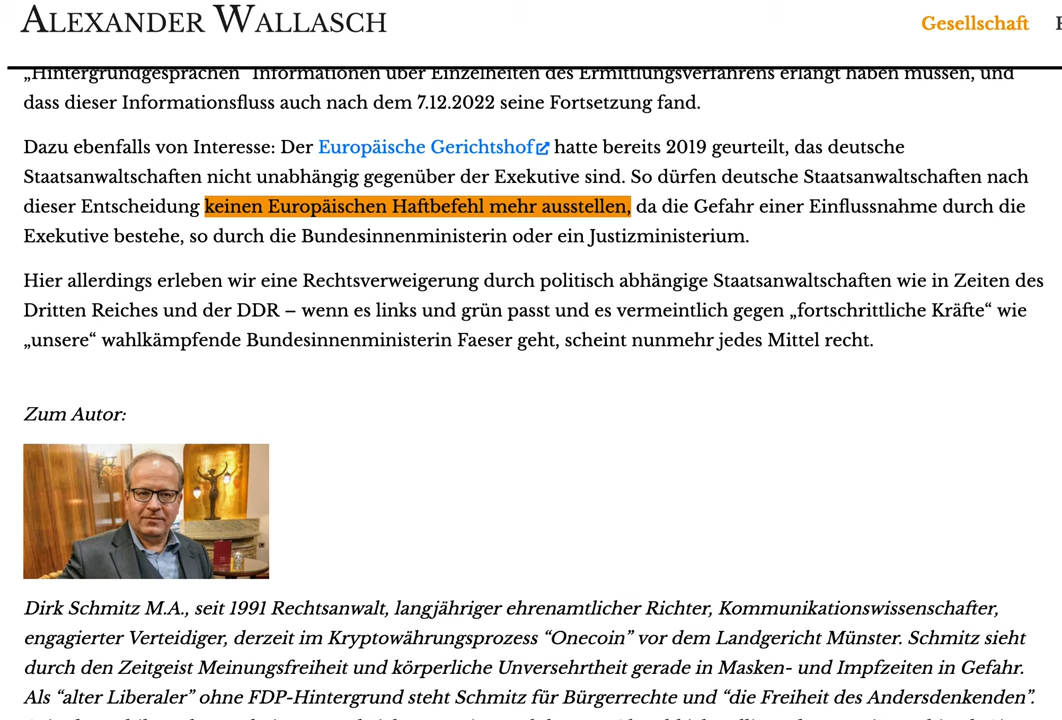 ALEXANDER WALLASCH
Gesellschaft
„Hintergrundgesprächen“ Informationen über Einzelheiten des Ermittlungsverfahrens erlangt haben müssen, und
dass dieser Informationsfluss auch nach dem 7.12.2022 seine Fortsetzung fand.
Dazu ebenfalls von Interesse: Der Europäische Gerichtshof hatte bereits 2019 geurteilt, das deutsche
Staatsanwaltschaften nicht unabhängig gegenüber der Exekutive sind. So dürfen deutsche Staatsanwaltschaften nach
dieser Entscheidung keinen Europäischen Haftbefehl mehr ausstellen, da die Gefahr einer Einflussnahme durch die
Exekutive bestehe, so durch die Bundesinnenministerin oder ein Justizministerium.
Hier allerdings erleben wir eine Rechtsverweigerung durch politisch abhängige Staatsanwaltschaften wie in Zeiten des
Dritten Reiches und der DDR – wenn es links und grün passt und es vermeintlich gegen „fortschrittliche Kräfte“ wie
„unsere“ wahlkämpfende Bundesinnenministerin Faeser geht, scheint nunmehr jedes Mittel recht.
Zum Autor:
Dirk Schmitz M.A., seit 1991 Rechtsanwalt, langjähriger ehrenamtlicher Richter, Kommunikationswissenschafter,
engagierter Verteidiger, derzeit im Kryptowährungsprozess “Onecoin” vor dem Landgericht Münster. Schmitz sieht
durch den Zeitgeist Meinungsfreiheit und körperliche Unversehrtheit gerade in Masken- und Impfzeiten in Gefahr.
Als “alter Liberaler” ohne FDP-Hintergrund steht Schmitz für Bürgerrechte und “die Freiheit des Andersdenkenden”.